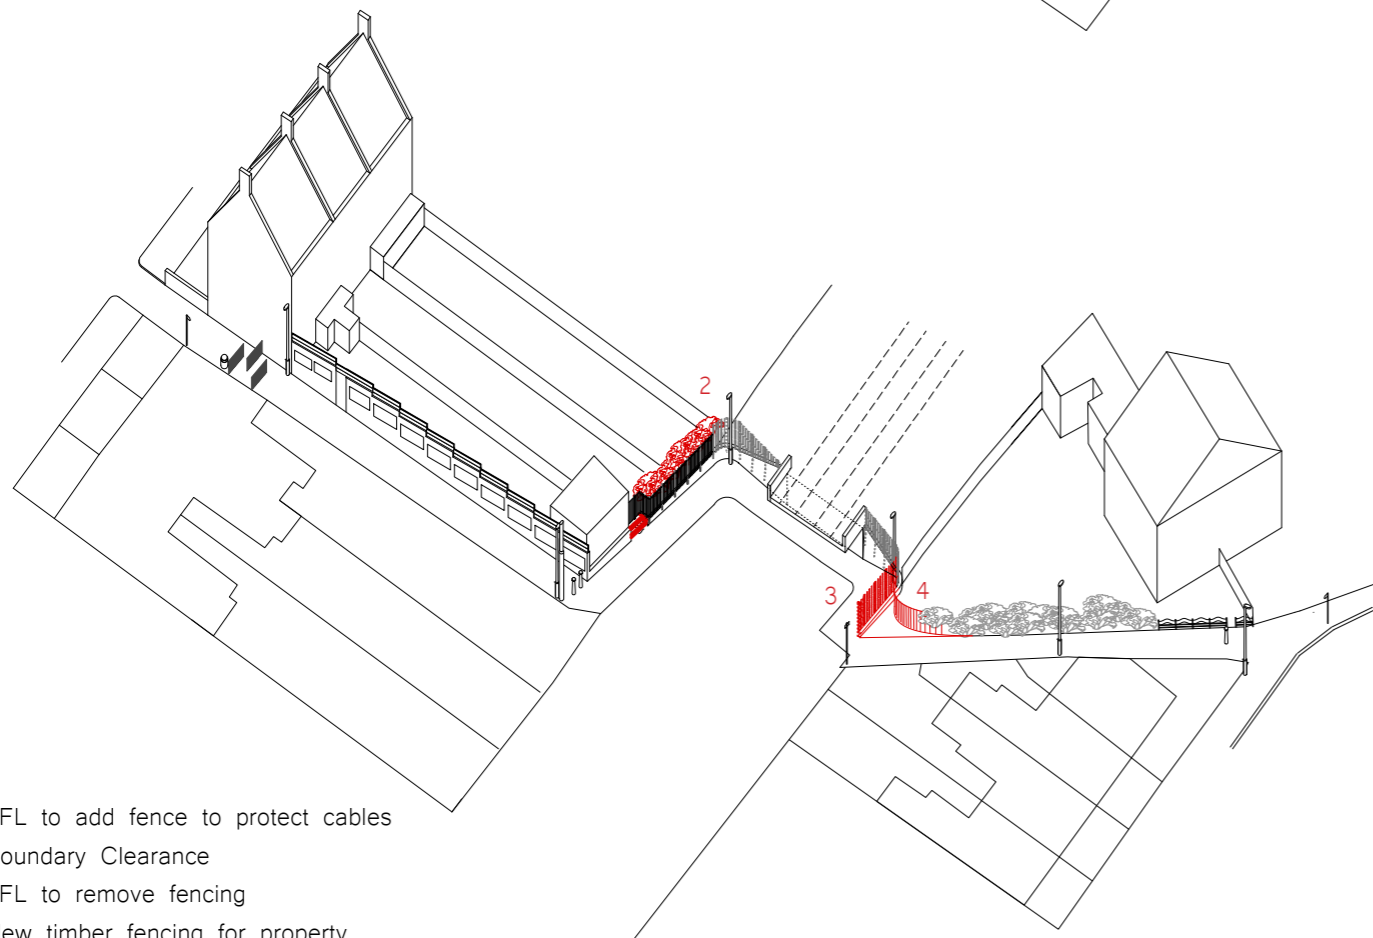 2
3
4
FL to add fence to protect cables
oundary Clearance
FL to remove fencing
ew timber fencing for property